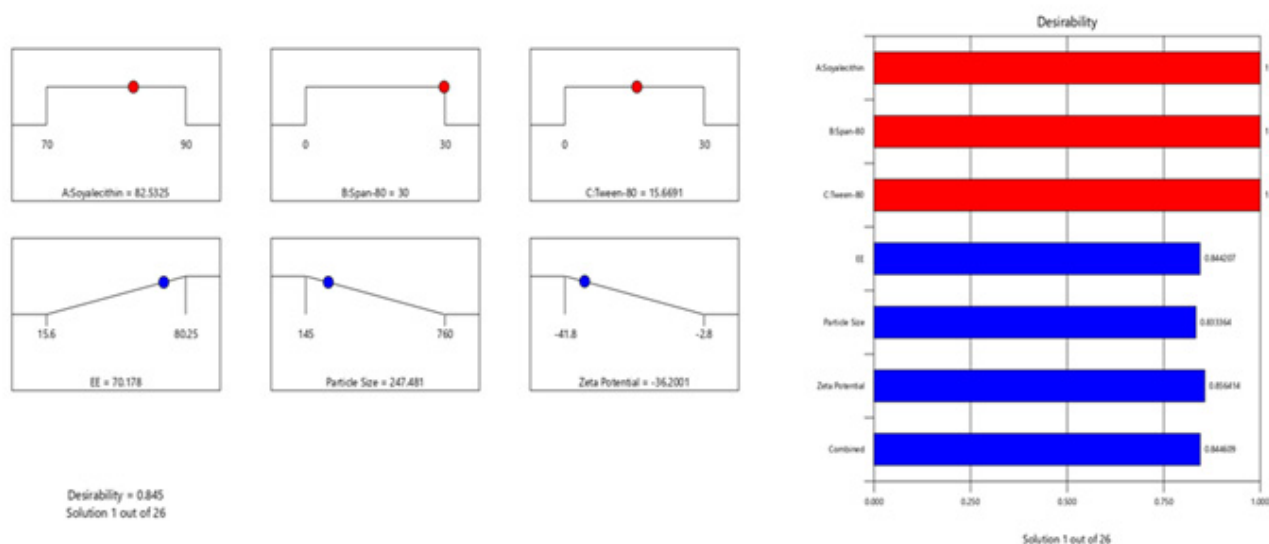 70 90
A:Soyalecithin = 82.5325
0 30
B:Span-80 = 30
0 30
C:Tween-80 = 15.6691
15.6 80.25
EE = 70.178
145 760
Particle Size = 247.481
-41.8 -2.8
Zeta Potential = -36.2001
Desirability = 0.845
Solution 1 out of 26
Desirability
A:Soyalecithin 1
B:Span-80 1
C:Tween-80 1
EE 0.844207
Particle Size 0.833364
Zeta Potential 0.856414
Combined 0.844609
0.000 0.250 0.500 0.750 1.000
Solution 1 out of 26